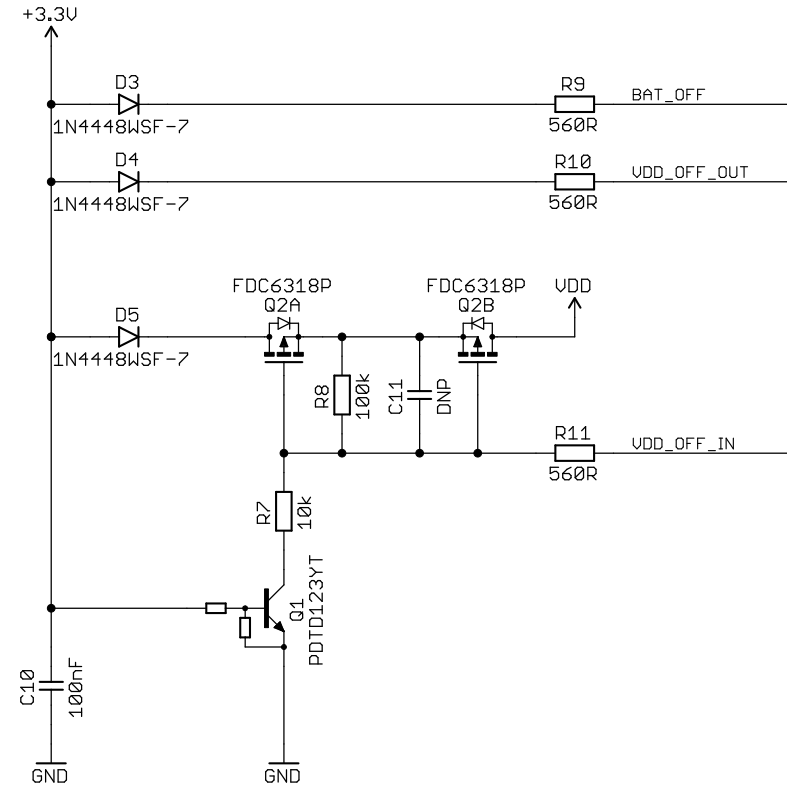 +3.3V
D3
1N4448WSF-7
R9
560R
BAT_OFF
D4
1N4448WSF-7
R10
560R
VDD_OFF_OUT
FDC6318P
Q2A
FDC6318P
Q2B
VDD
D5
1N4448WSF-7
R8
100k
C11
DNP
R11
560R
VDD_OFF_IN
R7
10k
Q1
PDTD123YT
C10
100nF
GND
GND